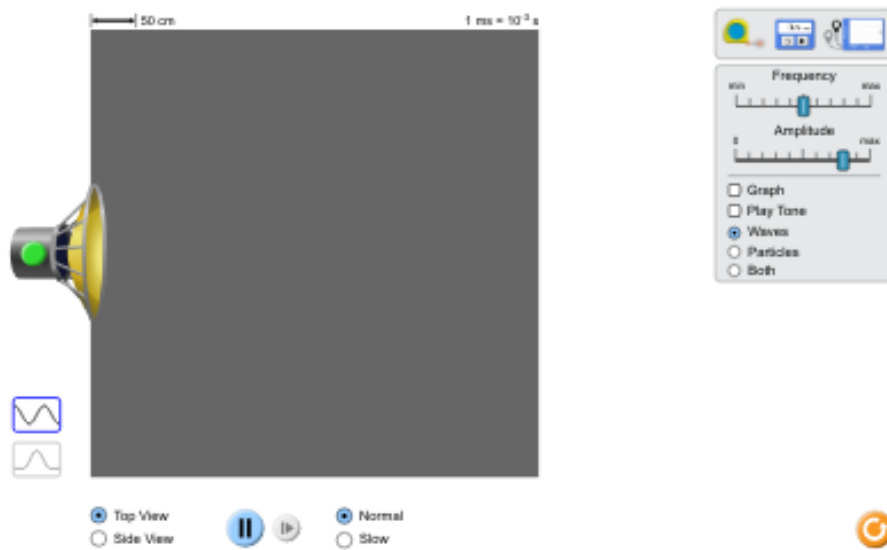 50 cm
1 ms = 10⁻³ s
Frequency
min max
Amplitude
0 max
Graph
Play Tone
Waves
Particles
Both
Top View
Side View
Normal
Slow